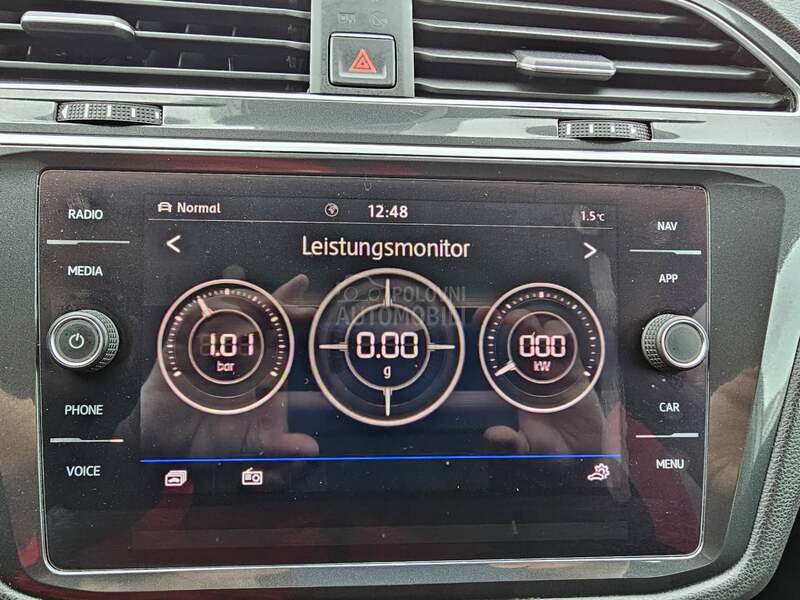 Normal 12:48 1.5°C
Leistungsmonitor
POLOVNI
AUTOMOBILI
1.01
bar
0.00
g
000
kW
RADIO
MEDIA
PHONE
VOICE
NAV
APP
CAR
MENU